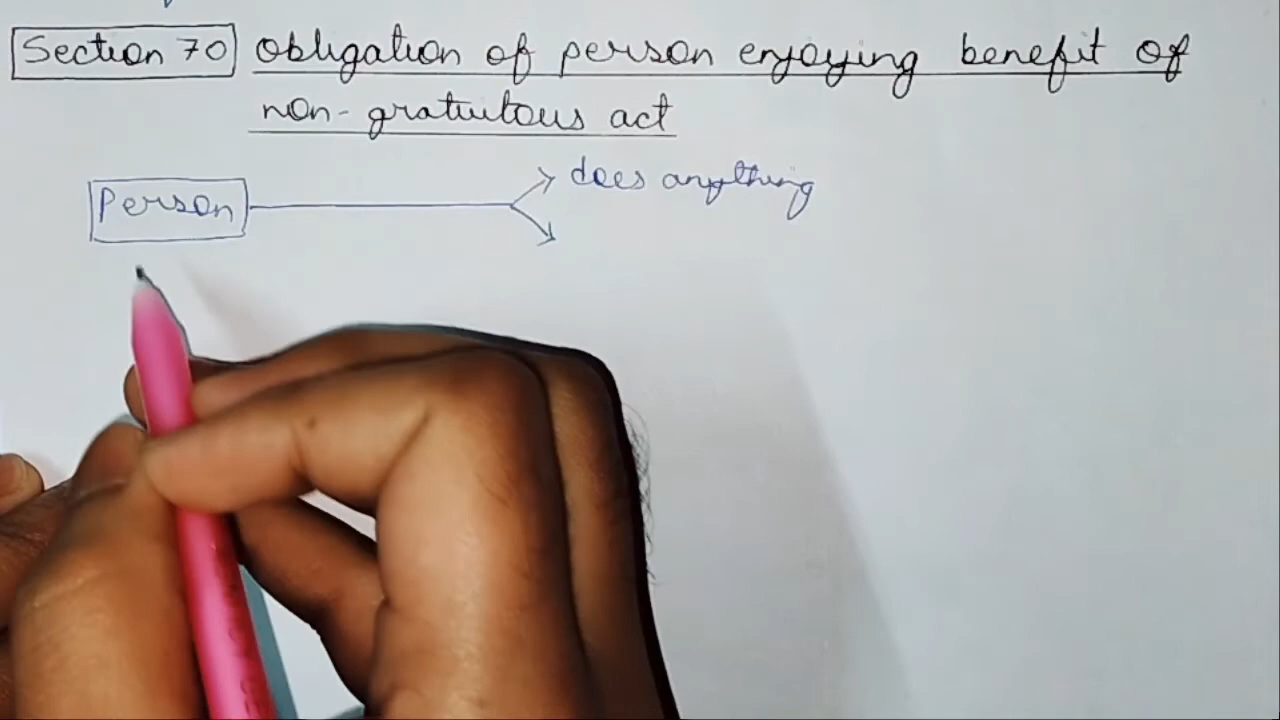 Section 70 obligation of person enjoying benefit of
non-gratuitous act
Person does anything